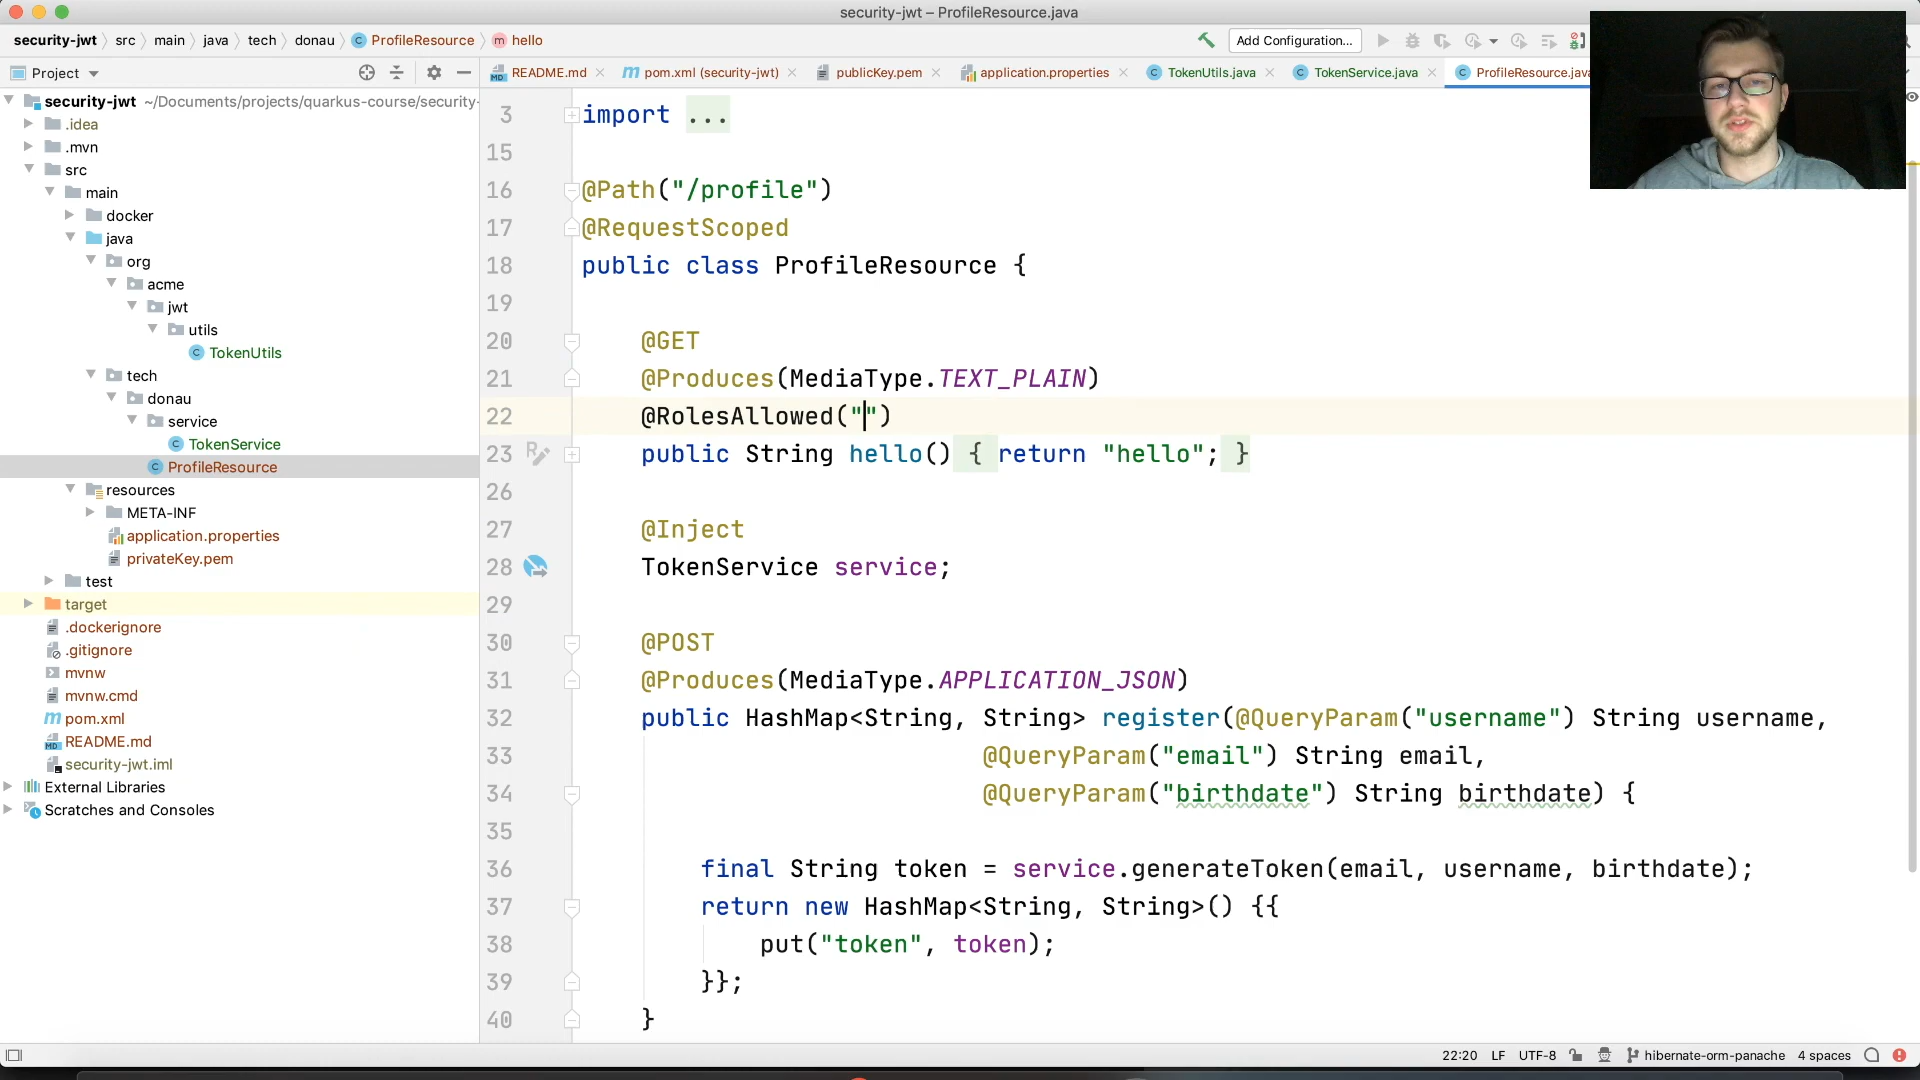 security-jwt – ProfileResource.java
security-jwt src main java tech donau ProfileResource hello
Add Configuration...
Project
README.md pom.xml (security-jwt) publicKey.pem application.properties TokenUtils.java TokenService.java ProfileResource.java
security-jwt ~/Documents/projects/quarkus-course/security-
.idea
.mvn
src
main
docker
java
org
acme
jwt
utils
TokenUtils
tech
donau
service
TokenService
ProfileResource
resources
META-INF
application.properties
privateKey.pem
test
target
.dockerignore
.gitignore
mvnw
mvnw.cmd
pom.xml
README.md
security-jwt.iml
External Libraries
Scratches and Consoles
3 import ...
15
16 @Path("/profile")
17 @RequestScoped
18 public class ProfileResource {
19
20 @GET
21 @Produces(MediaType.TEXT_PLAIN)
22 @RolesAllowed("")
23 public String hello() { return "hello"; }
26
27 @Inject
28 TokenService service;
29
30 @POST
31 @Produces(MediaType.APPLICATION_JSON)
32 public HashMap<String, String> register(@QueryParam("username") String username,
33 @QueryParam("email") String email,
34 @QueryParam("birthdate") String birthdate) {
35
36 final String token = service.generateToken(email, username, birthdate);
37 return new HashMap<String, String>() {{
38 put("token", token);
39 }};
40 }
22:20 LF UTF-8 hibernate-orm-panache 4 spaces